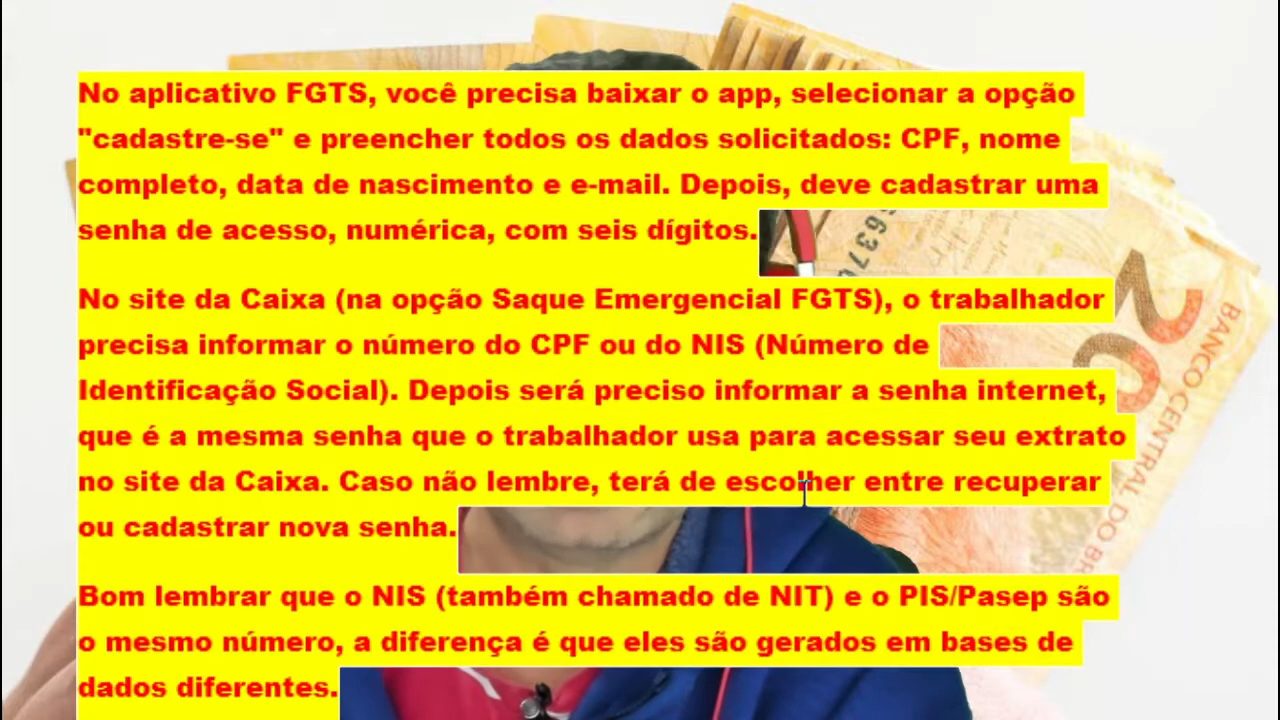 No aplicativo FGTS, você precisa baixar o app, selecionar a opção
"cadastre-se" e preencher todos os dados solicitados: CPF, nome
completo, data de nascimento e e-mail. Depois, deve cadastrar uma
senha de acesso, numérica, com seis dígitos.
No site da Caixa (na opção Saque Emergencial FGTS), o trabalhador
precisa informar o número do CPF ou do NIS (Número de
Identificação Social). Depois será preciso informar a senha internet,
que é a mesma senha que o trabalhador usa para acessar seu extrato
no site da Caixa. Caso não lembre, terá de escolher entre recuperar
ou cadastrar nova senha.
Bom lembrar que o NIS (também chamado de NIT) e o PIS/Pasep são
o mesmo número, a diferença é que eles são gerados em bases de
dados diferentes.
20
BANCO CENTRAL DO